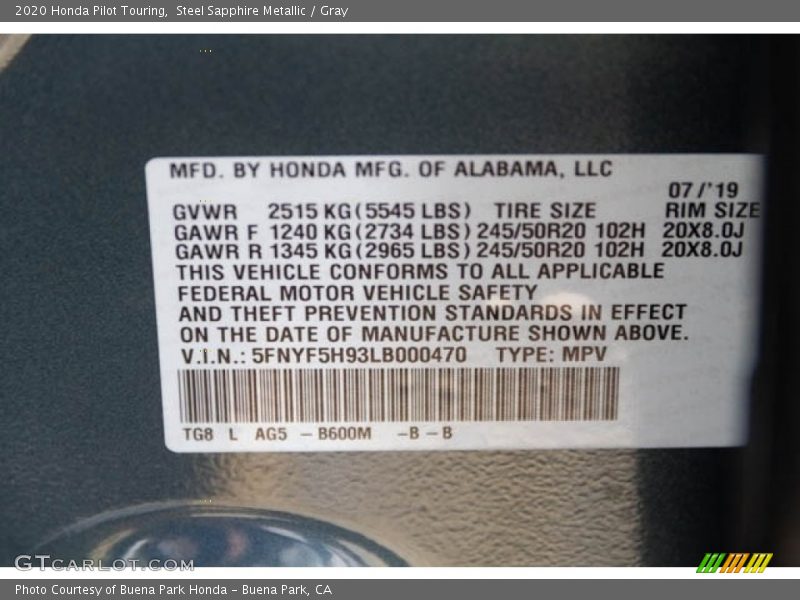 2020 Honda Pilot Touring,  Steel Sapphire Metallic / Gray
MFD. BY HONDA MFG. OF ALABAMA, LLC
07/'19
GVWR 2515 KG (5545 LBS) TIRE SIZE RIM SIZE
GAWR F 1240 KG (2734 LBS) 245/50R20 102H 20X8.0J
GAWR R 1345 KG (2965 LBS) 245/50R20 102H 20X8.0J
THIS VEHICLE CONFORMS TO ALL APPLICABLE
FEDERAL MOTOR VEHICLE SAFETY
AND THEFT PREVENTION STANDARDS IN EFFECT
ON THE DATE OF MANUFACTURE SHOWN ABOVE.
V.I.N.: 5FNYF5H93LB000470 TYPE: MPV
TG8 L AG5 - B600M - B - B
GTCARLOT.COM
Photo Courtesy of Buena Park Honda - Buena Park, CA